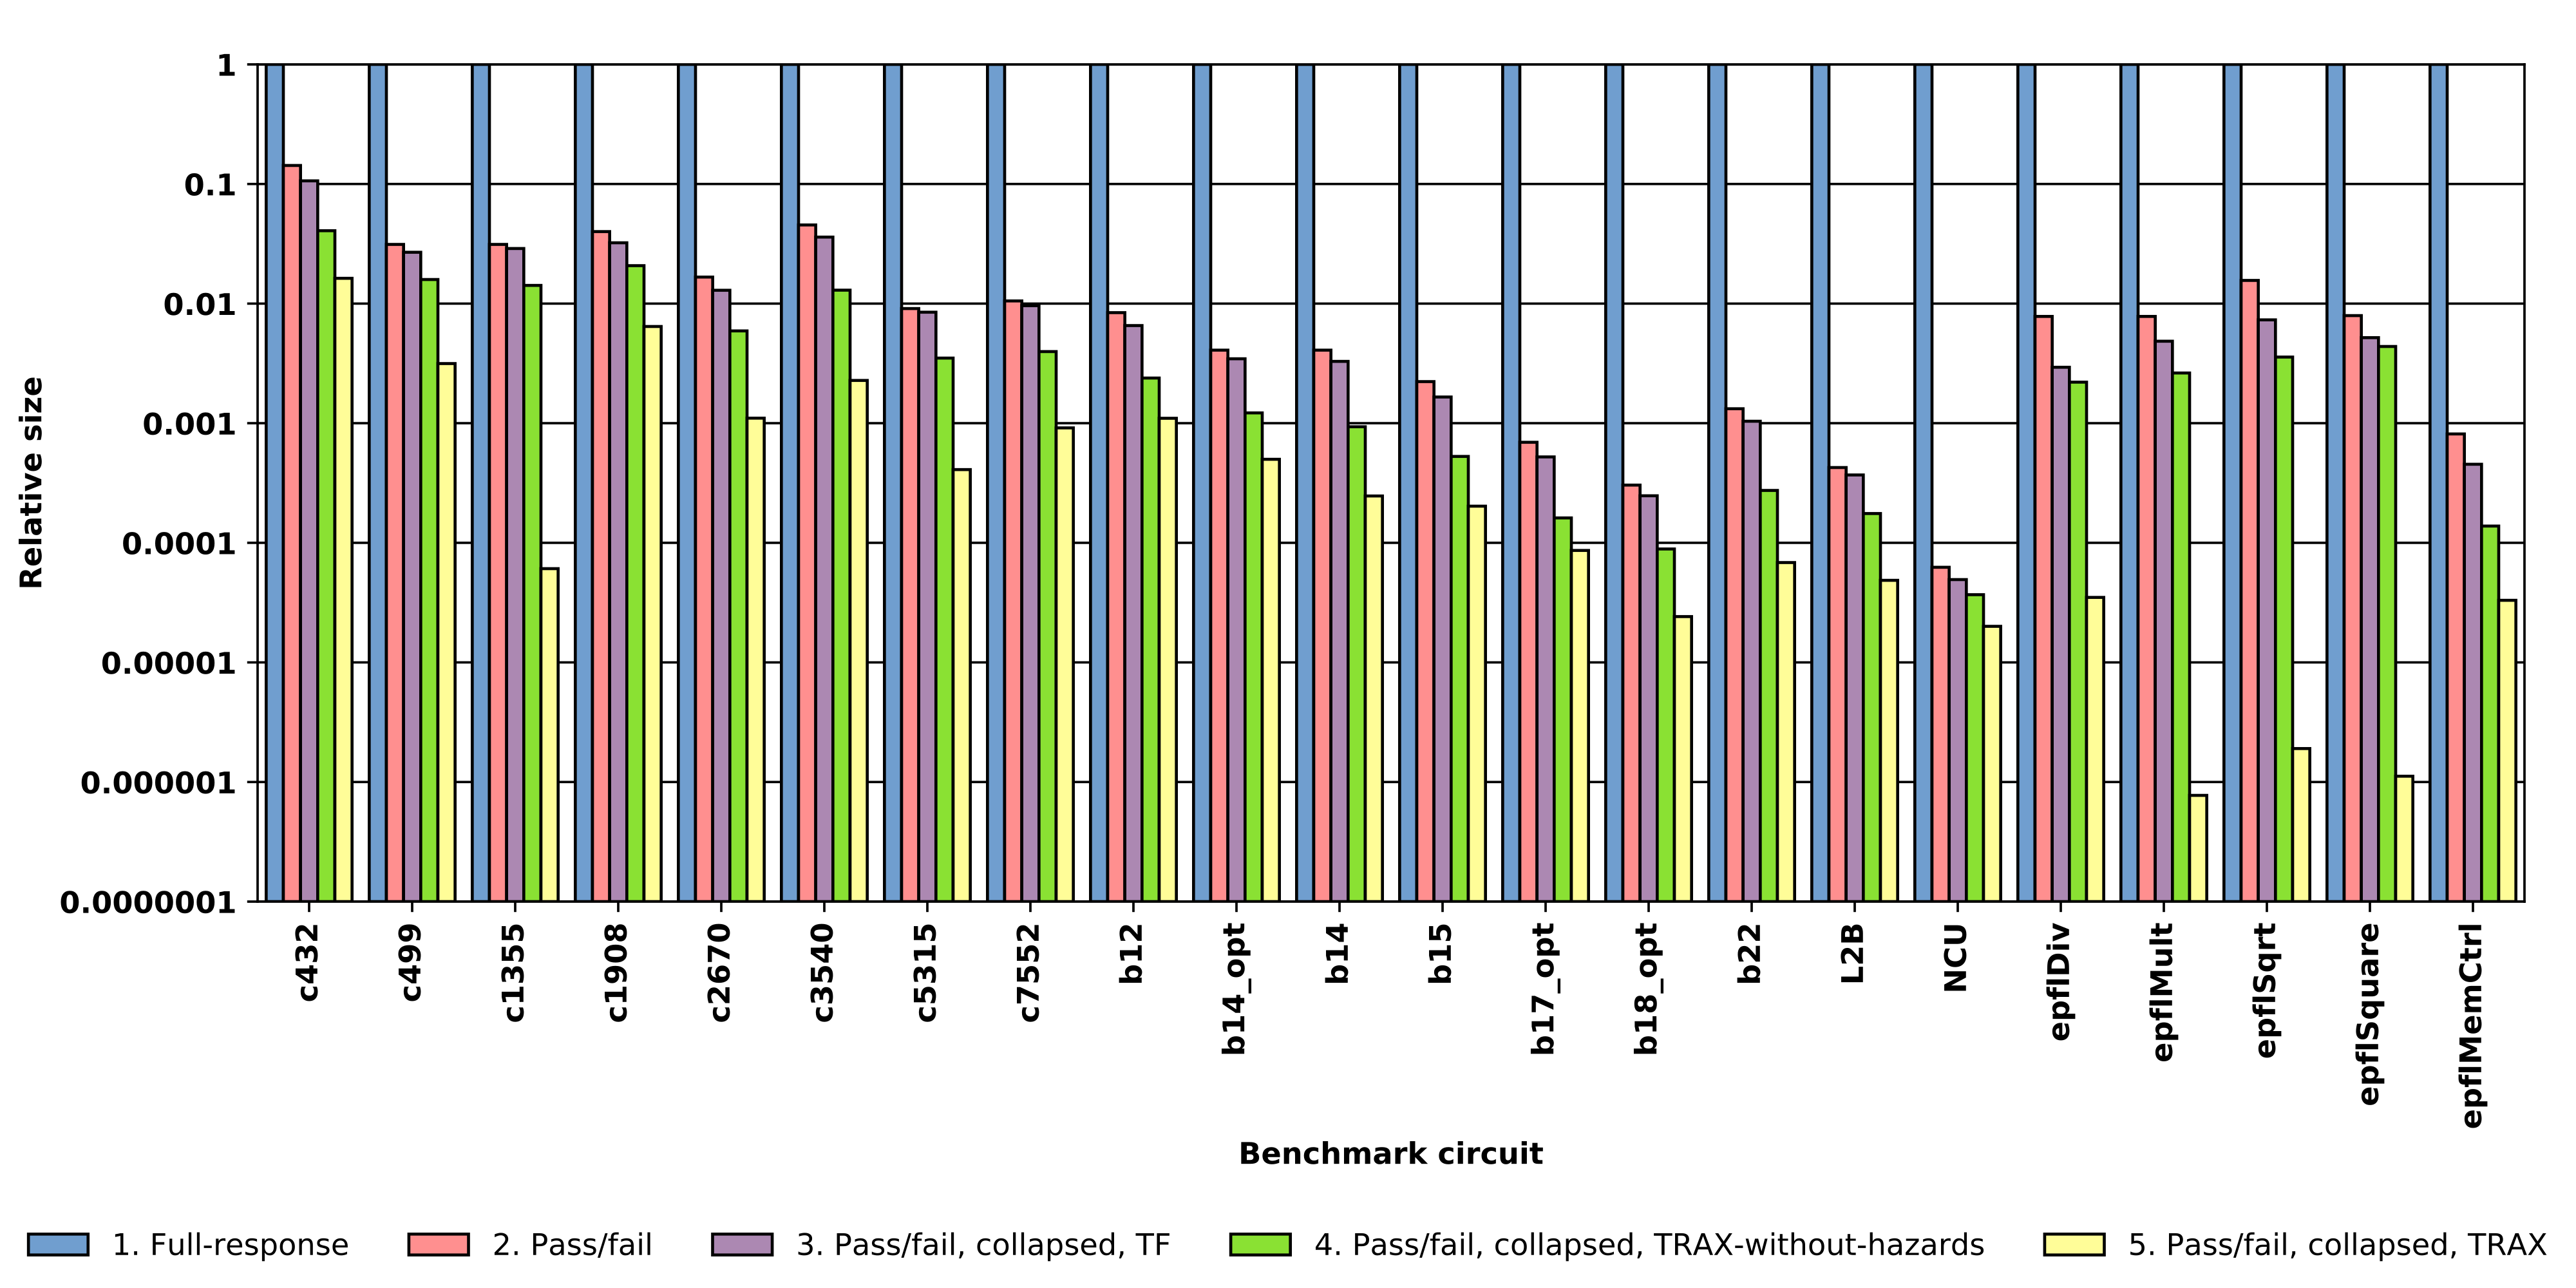 1
0.1
0.01
0.001
0.0001
0.00001
0.000001
0.0000001
Relative size
c432
c499
c1355
c1908
c2670
c3540
c5315
c7552
b12
b14_opt
b14
b15
b17_opt
b18_opt
b22
L2B
NCU
epflDiv
epflMult
epflSqrt
epflSquare
epflMemCtrl
Benchmark circuit
1. Full-response
2. Pass/fail
3. Pass/fail, collapsed, TF
4. Pass/fail, collapsed, TRAX-without-hazards
5. Pass/fail, collapsed, TRAX